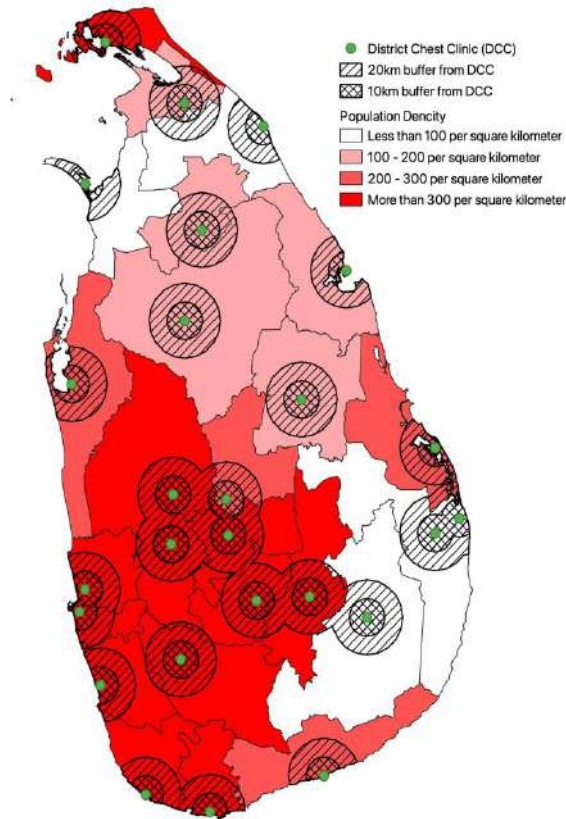 District Chest Clinic (DCC)
20km buffer from DCC
10km buffer from DCC
Population Dencity
Less than 100 per square kilometer
100 - 200 per square kilometer
200 - 300 per square kilometer
More than 300 per square kilometer